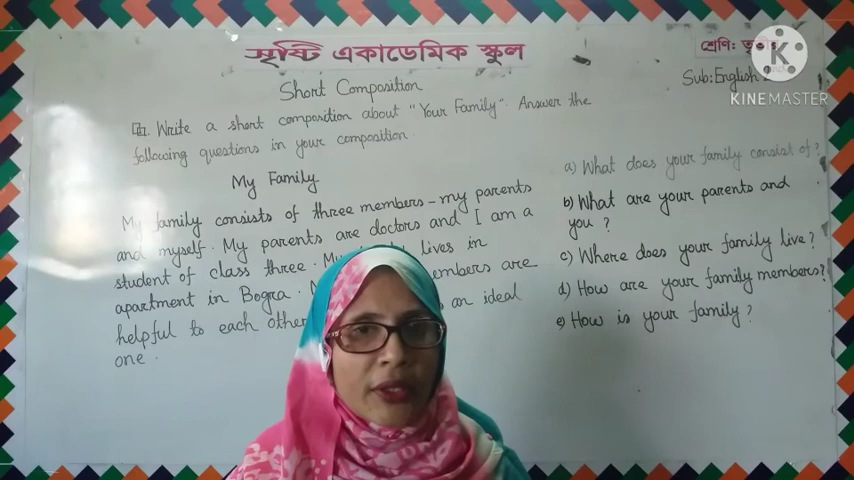 সৃষ্টি একাডেমিক স্কুল
শ্রেণি:
Sub: English
KINEMASTER
Short Composition
Q1. Write a short composition about "Your Family". Answer the
following questions in your composition.
My Family
My family consists of three members - my parents
and myself. My parents are doctors and I am a
student of class three. My lives in
apartment in Bogra. members are
helpful to each other an ideal
one.
a) What does your family consist of?
b) What are your parents and
you?
c) Where does your family live?
d) How are your family members?
e) How is your family?